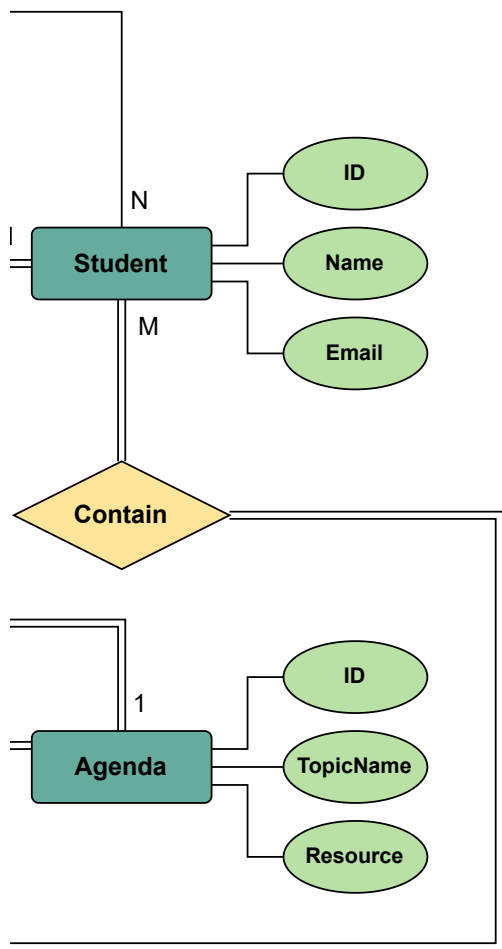 N
ID
Student
Name
M
Email
Contain
1
ID
Agenda
TopicName
Resource